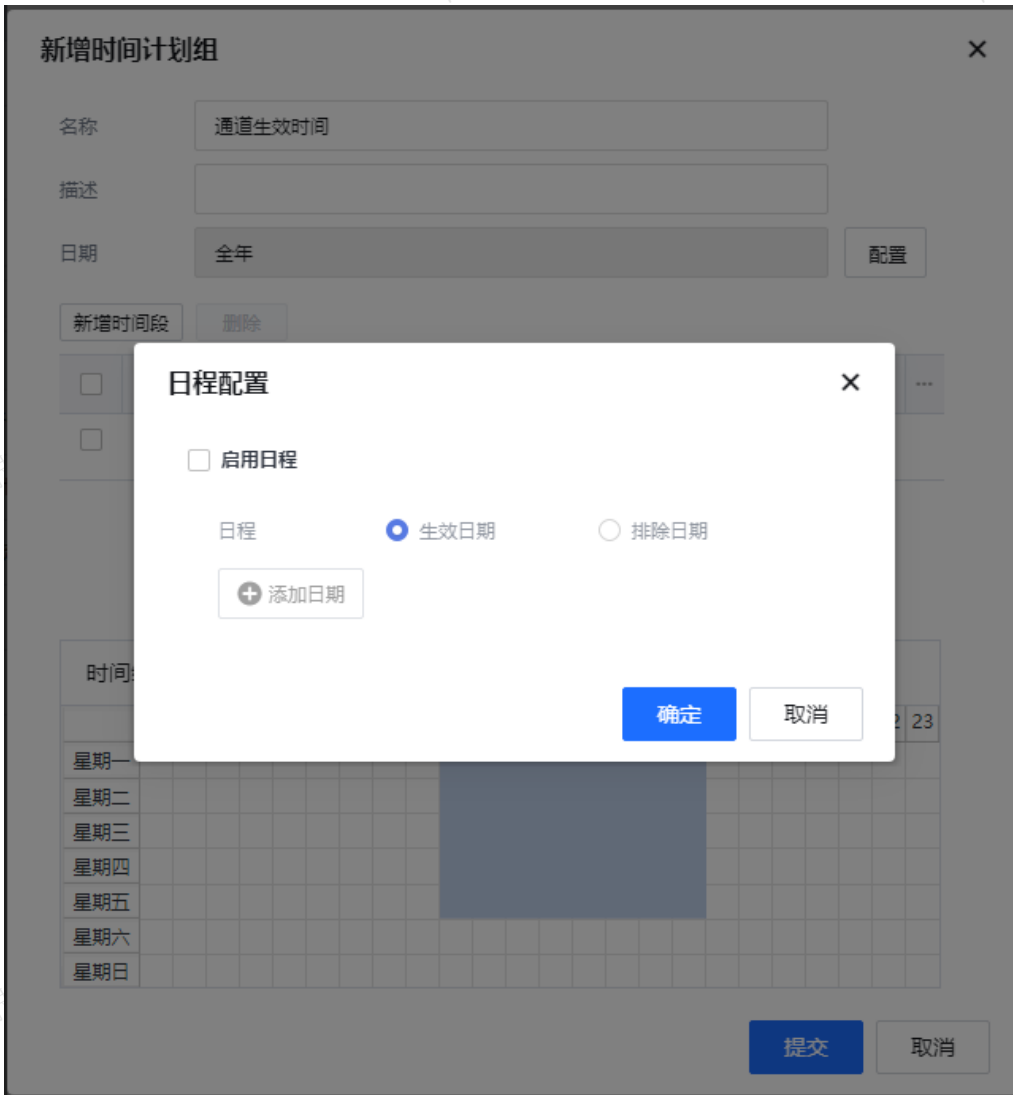 新增时间计划组
名称 通道生效时间
描述
日期 全年 配置
新增时间段 删除
日程配置
启用日程
日程 生效日期 排除日期
添加日期
确定 取消
时间
23
星期一
星期二
星期三
星期四
星期五
星期六
星期日
提交 取消